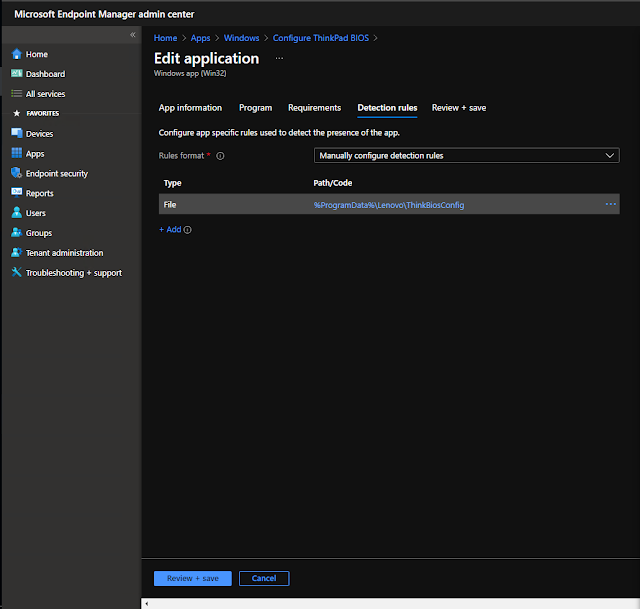 Microsoft Endpoint Manager admin center
«
Home
Dashboard
All services
FAVORITES
Devices
Apps
Endpoint security
Reports
Users
Groups
Tenant administration
Troubleshooting + support
Home > Apps > Windows > Configure ThinkPad BIOS >
Edit application ...
Windows app (Win32)
App information Program Requirements Detection rules Review + save
Configure app specific rules used to detect the presence of the app.
Rules format * Manually configure detection rules
Type Path/Code
File %ProgramData%\Lenovo\ThinkBiosConfig ...
+ Add
Review + save Cancel